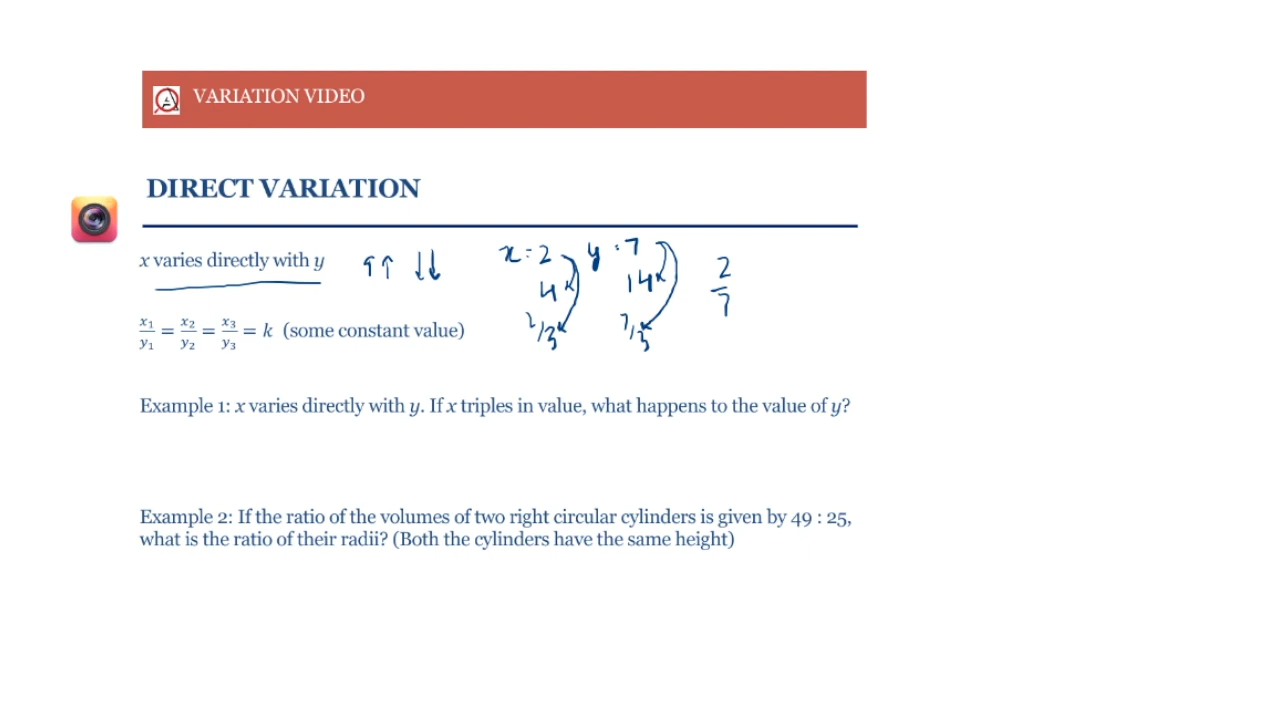 VARIATION VIDEO
DIRECT VARIATION
x varies directly with y ↑↑ ↓↓ x : 2 y : 7
4 14
2/3 7/3
2/7
x₁/y₁ = x₂/y₂ = x₃/y₃ = k (some constant value)
Example 1: x varies directly with y. If x triples in value, what happens to the value of y?
Example 2: If the ratio of the volumes of two right circular cylinders is given by 49 : 25,
what is the ratio of their radii? (Both the cylinders have the same height)